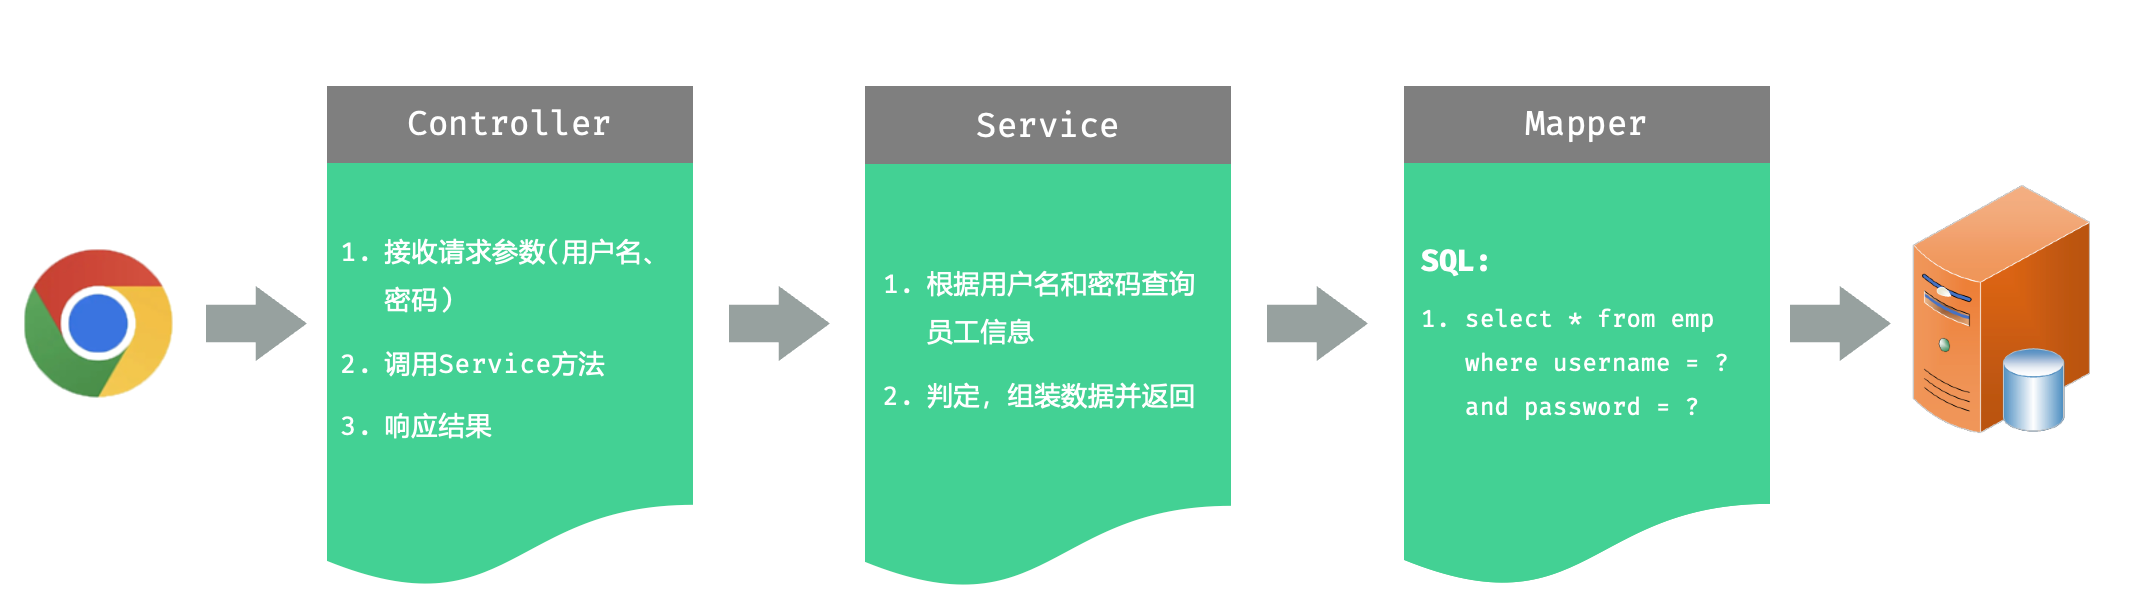 Controller
1. 接收请求参数(用户名、
密码)
2. 调用Service方法
3. 响应结果
Service
1. 根据用户名和密码查询
员工信息
2. 判定，组装数据并返回
Mapper
SQL:
1. select * from emp
where username = ?
and password = ?